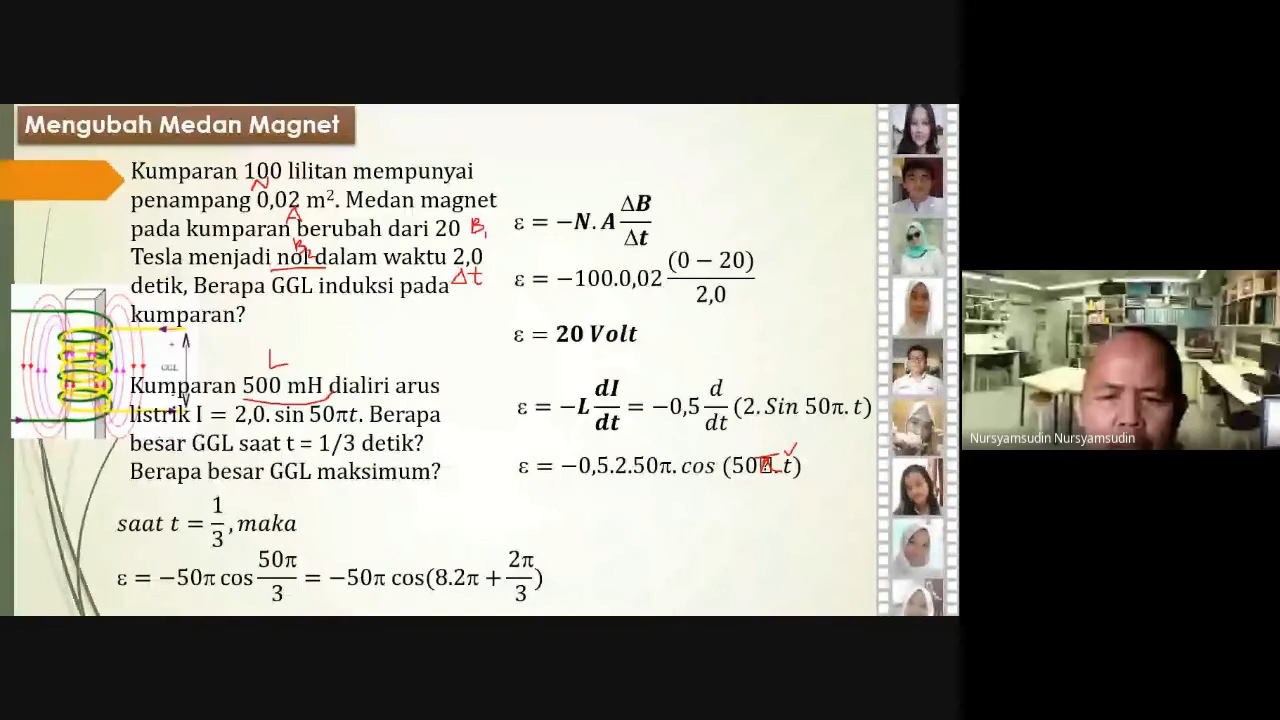 Mengubah Medan Magnet
Kumparan 100 lilitan mempunyai
N
penampang 0,02 m². Medan magnet
A
pada kumparan berubah dari 20 B₁
B₂
Tesla menjadi nol dalam waktu 2,0
detik, Berapa GGL induksi pada Δt
kumparan?
ε = −N.A ΔB/Δt
ε = −100.0,02 (0 − 20)/2,0
ε = 20 Volt
+
GGL
L
Kumparan 500 mH dialiri arus
listrik I = 2,0. sin 50πt. Berapa
besar GGL saat t = 1/3 detik?
Berapa besar GGL maksimum?
ε = −L dI/dt = −0,5 d/dt (2. Sin 50π. t)
ε = −0,5.2.50π. cos (50π.t)
saat t = 1/3, maka
ε = −50π cos 50π/3 = −50π cos(8.2π + 2π/3)
Nursyamsudin Nursyamsudin